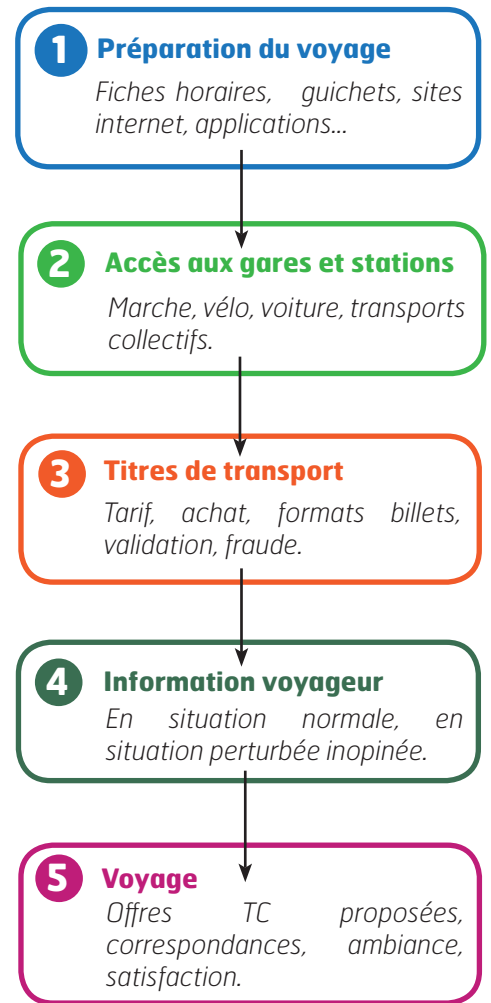 1 Préparation du voyage
Fiches horaires, guichets, sites
internet, applications...
2 Accès aux gares et stations
Marche, vélo, voiture, transports
collectifs.
3 Titres de transport
Tarif, achat, formats billets,
validation, fraude.
4 Information voyageur
En situation normale, en
situation perturbée inopinée.
5 Voyage
Offres TC proposées,
correspondances, ambiance,
satisfaction.